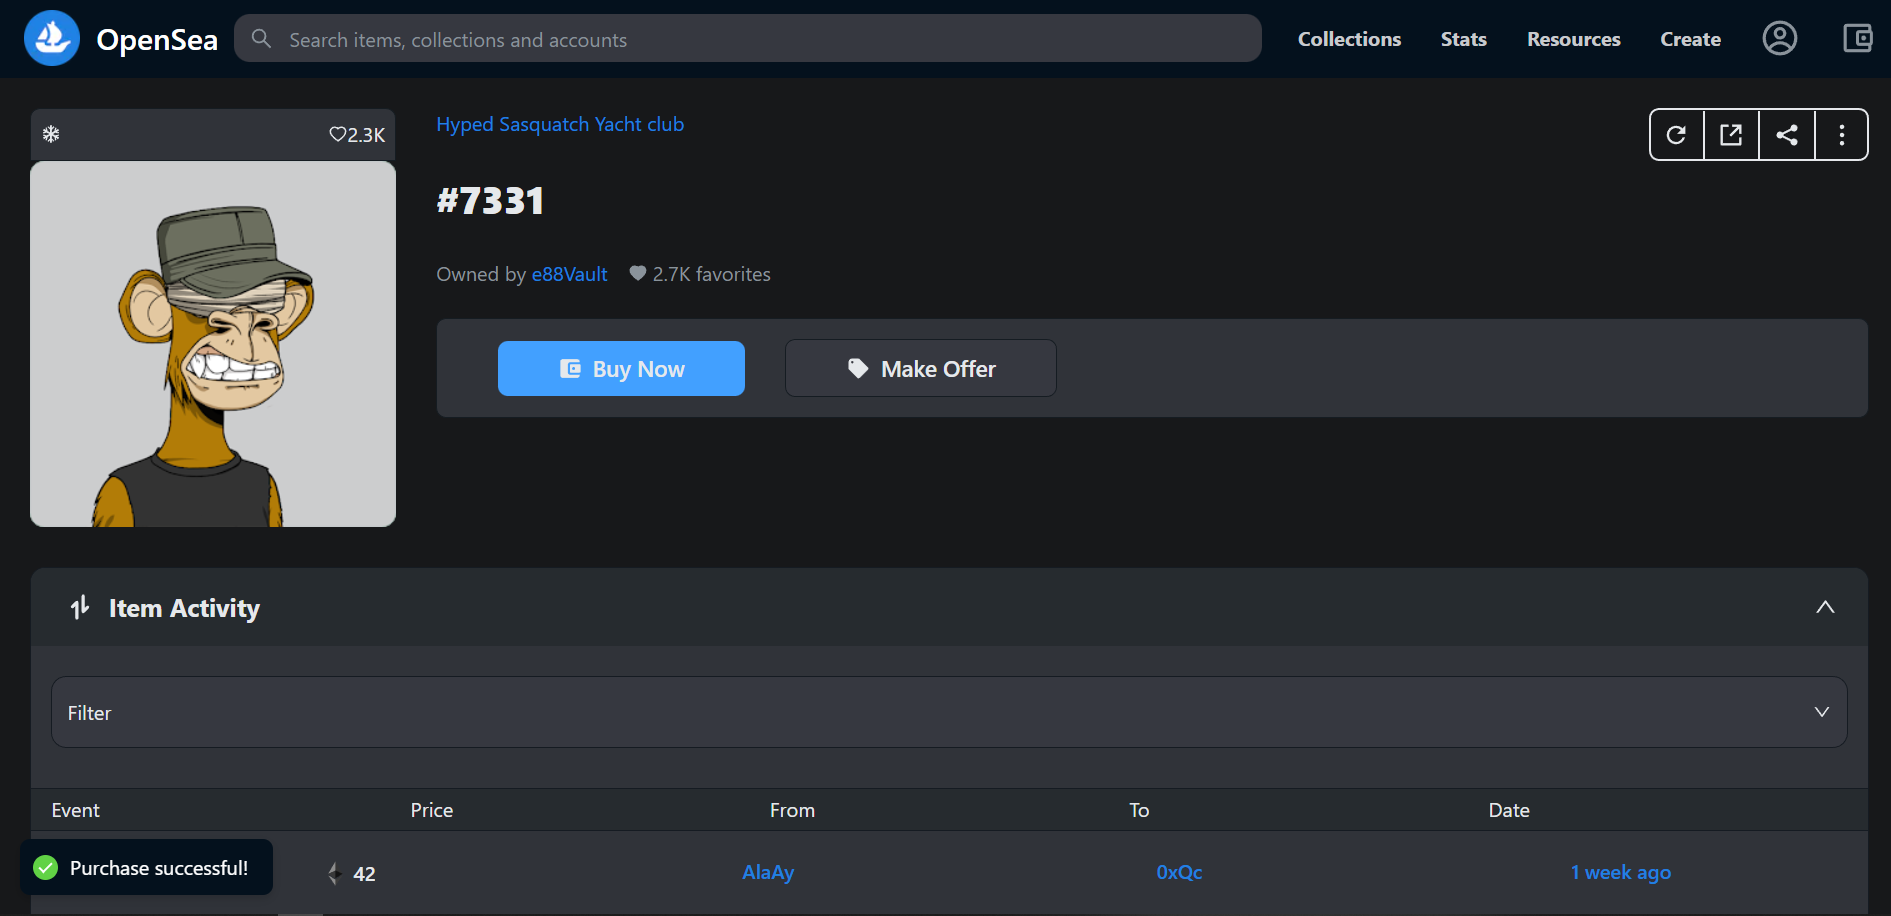 OpenSea
Search items, collections and accounts
Collections
Stats
Resources
Create
2.3K
Hyped Sasquatch Yacht club
#7331
Owned by e88Vault 2.7K favorites
Buy Now
Make Offer
Item Activity
Filter
Event Price From To Date
Purchase successful!
42 AlaAy 0xQc 1 week ago